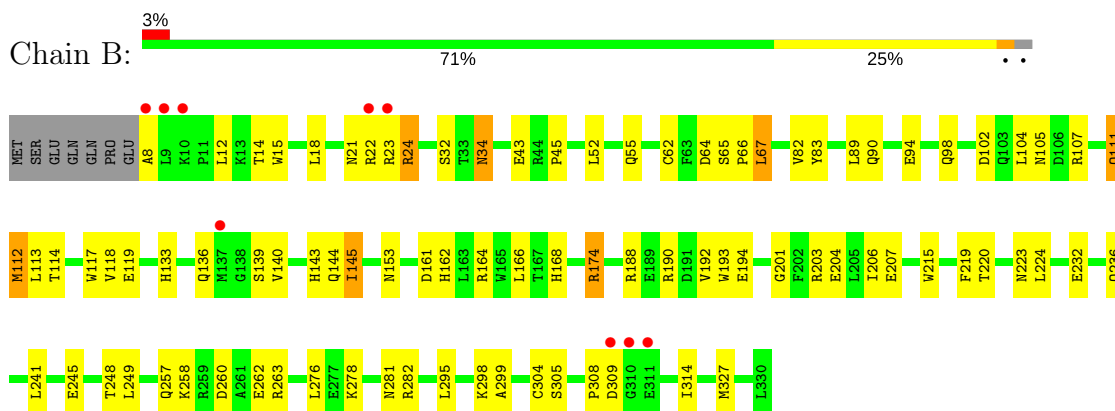 3%
Chain B:
71% 25% • •
MET SER GLU GLN GLN PRO GLU A8 L9 K10 P11 L12 K13 T14 W15 L18 N21 R22 R23 R24 S32 T33 N34 E43 R44 P45 L52 Q55 C62 F63 D64 S65 P66 L67 V82 Y83 L89 Q90 E94 Q98 D102 Q103 L104 N105 D106 R107
M112 L113 T114 W117 V118 E119 H133 Q136 M137 G138 S139 V140 H143 Q144 I145 N153 D161 H162 L163 R164 W165 L166 T167 H168 R174 R188 E189 R190 D191 V192 W193 E194 G201 F202 R203 E204 L205 I206 E207 W215 F219 T220 N223 L224 E232
L241 E245 T248 L249 Q257 K258 R259 D260 A261 E262 R263 L276 E277 K278 N281 R282 L295 K298 A299 C304 S305 P308 D309 G310 E311 I314 M327 L330